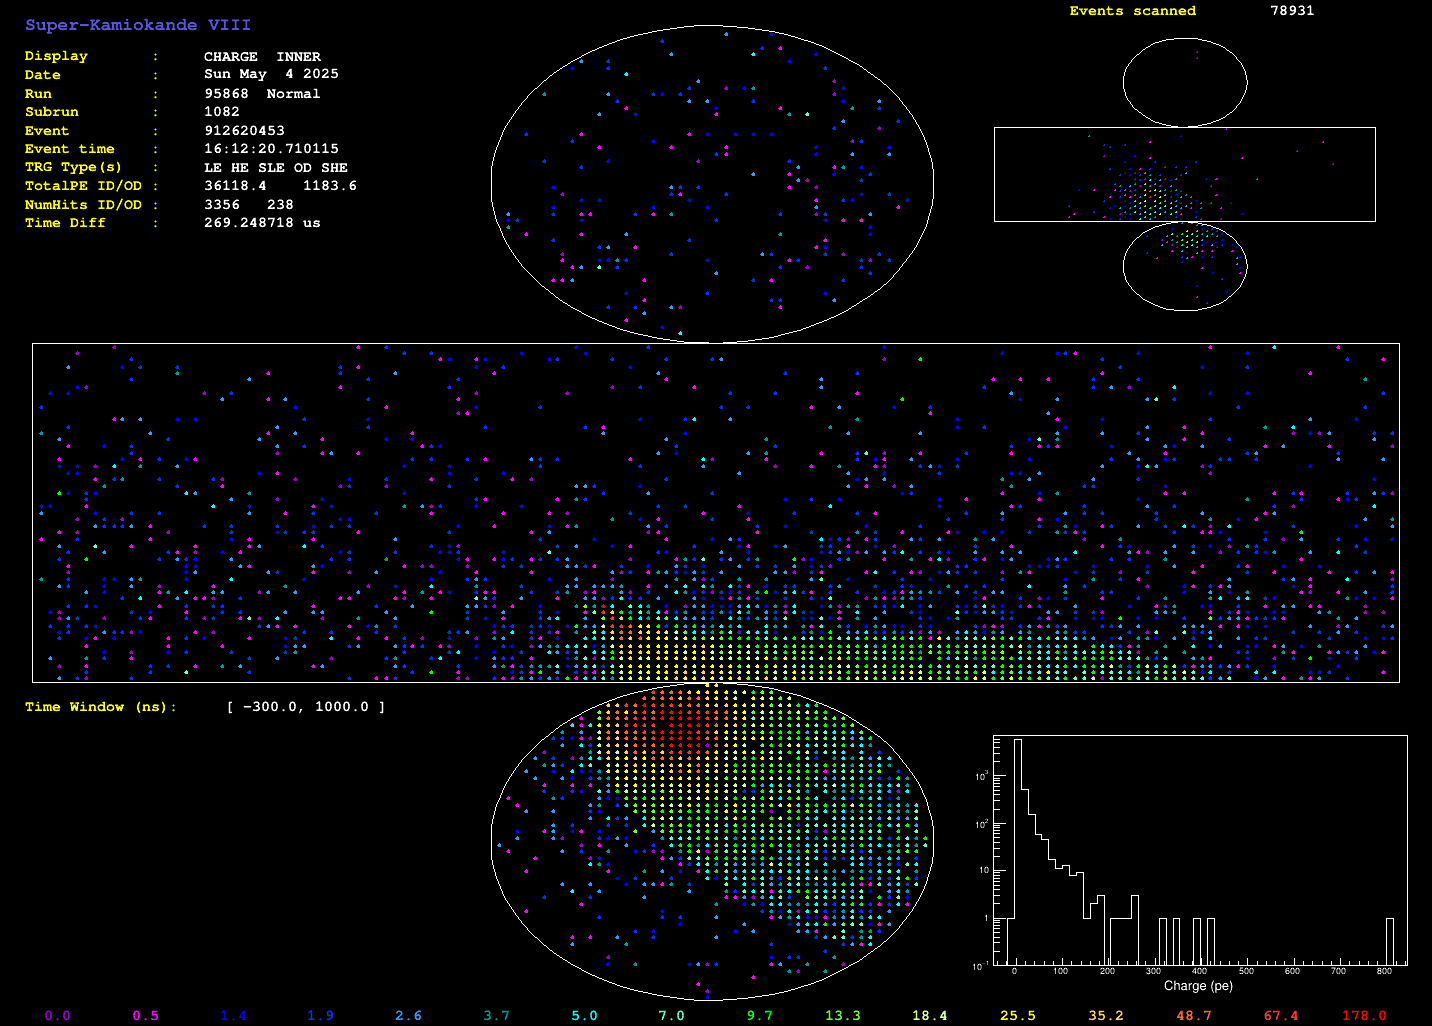 Super-Kamiokande VIII
Display : CHARGE INNER
Date : Sun May 4 2025
Run : 95868 Normal
Subrun : 1082
Event : 912620453
Event time : 16:12:20.710115
TRG Type(s) : LE HE SLE OD SHE
TotalPE ID/OD : 36118.4 1183.6
NumHits ID/OD : 3356 238
Time Diff : 269.248718 us
Events scanned 78931
Time Window (ns): [ -300.0, 1000.0 ]
10^3
10^2
10
1
10^-1
0 100 200 300 400 500 600 700 800
Charge (pe)
0.0 0.5 1.4 1.9 2.6 3.7 5.0 7.0 9.7 13.3 18.4 25.5 35.2 48.7 67.4 178.0